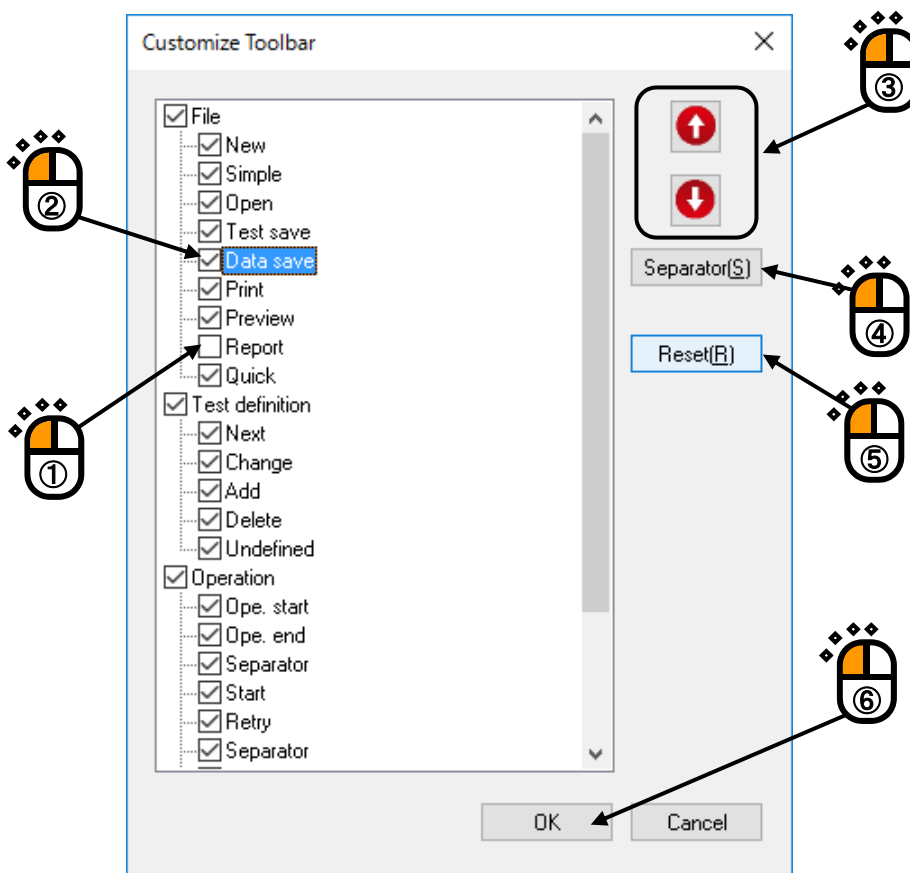 Customize Toolbar
③
File
New
Simple
②
Open
Test save
Data save
Separator(S)
Print
④
Preview
Report
Reset(R)
Quick
Test definition
Next
⑤
Change
①
Add
Delete
Undefined
Operation
Ope. start
Ope. end
Separator
Start
⑥
Retry
Separator
OK
Cancel